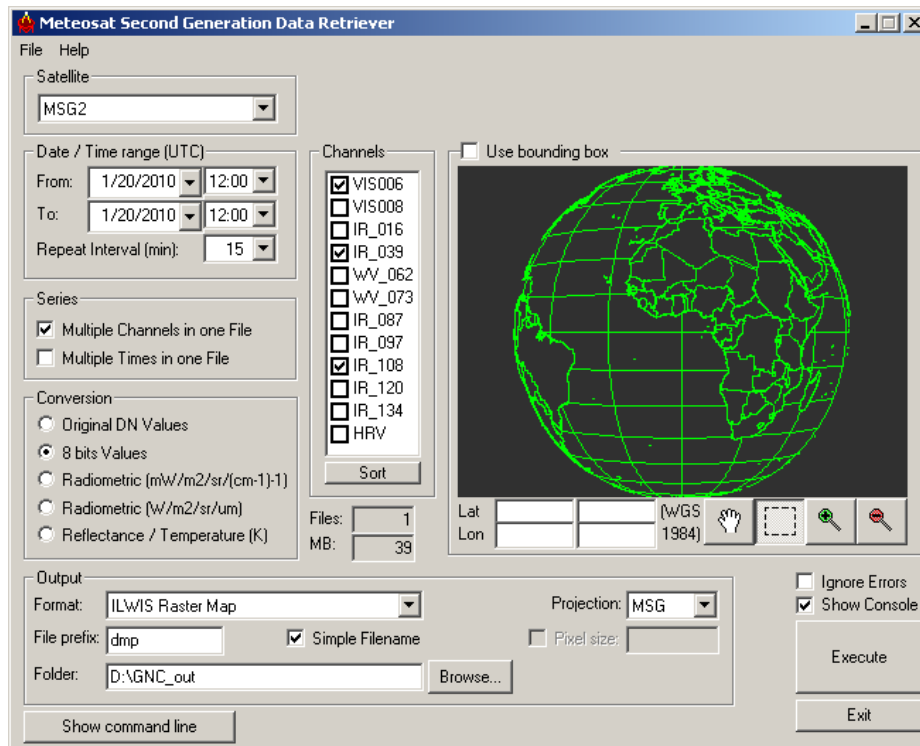 Meteosat Second Generation Data Retriever
File Help
Satellite
MSG2
Date / Time range (UTC)
From: 1/20/2010 12:00
To: 1/20/2010 12:00
Repeat Interval (min): 15
Series
Multiple Channels in one File
Multiple Times in one File
Conversion
Original DN Values
8 bits Values
Radiometric (mW/m2/sr/(cm-1)-1)
Radiometric (W/m2/sr/um)
Reflectance / Temperature (K)
Channels
VIS006
VIS008
IR_016
IR_039
WV_062
WV_073
IR_087
IR_097
IR_108
IR_120
IR_134
HRV
Sort
Files: 1
MB: 39
Use bounding box
Lat
Lon
(WGS
1984)
Output
Format: ILWIS Raster Map
Projection: MSG
File prefix: dmp
Simple Filename
Pixel size:
Folder: D:\GNC_out
Browse...
Ignore Errors
Show Console
Execute
Exit
Show command line